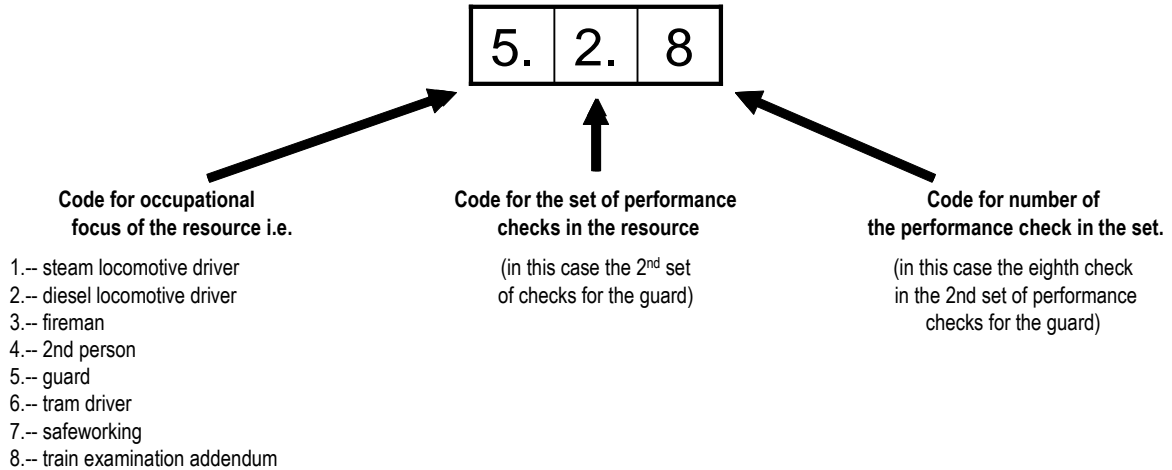 5. 2. 8
Code for occupational
focus of the resource i.e.
1.-- steam locomotive driver
2.-- diesel locomotive driver
3.-- fireman
4.-- 2nd person
5.-- guard
6.-- tram driver
7.-- safeworking
8.-- train examination addendum
Code for the set of performance
checks in the resource
(in this case the 2nd set
of checks for the guard)
Code for number of
the performance check in the set.
(in this case the eighth check
in the 2nd set of performance
checks for the guard)